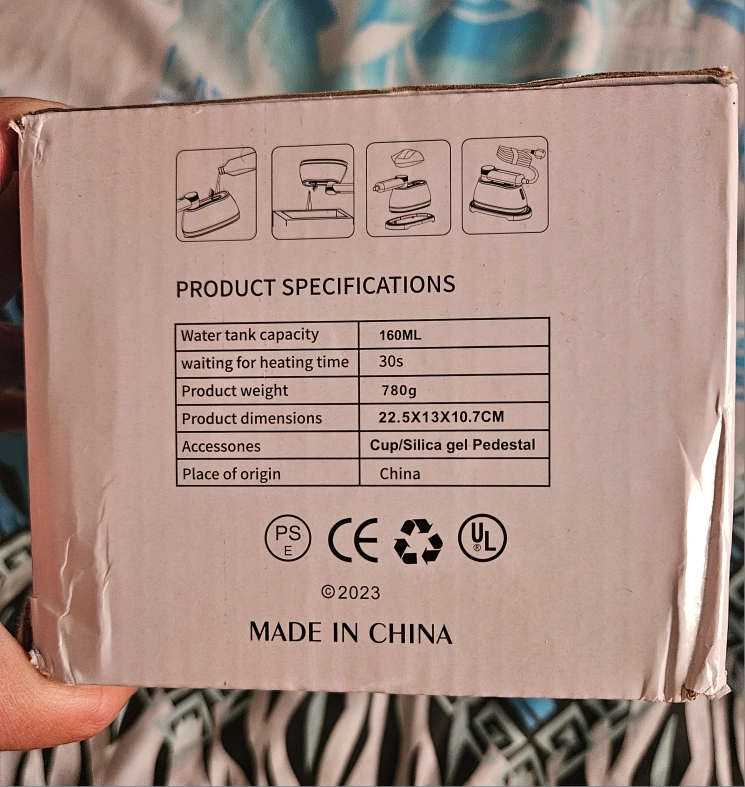 PRODUCT SPECIFICATIONS
Water tank capacity 160ML
waiting for heating time 30s
Product weight 780g
Product dimensions 22.5X13X10.7CM
Accessones Cup/Silica gel Pedestal
Place of origin China
PS
E
CE
UL
®
©2023
MADE IN CHINA